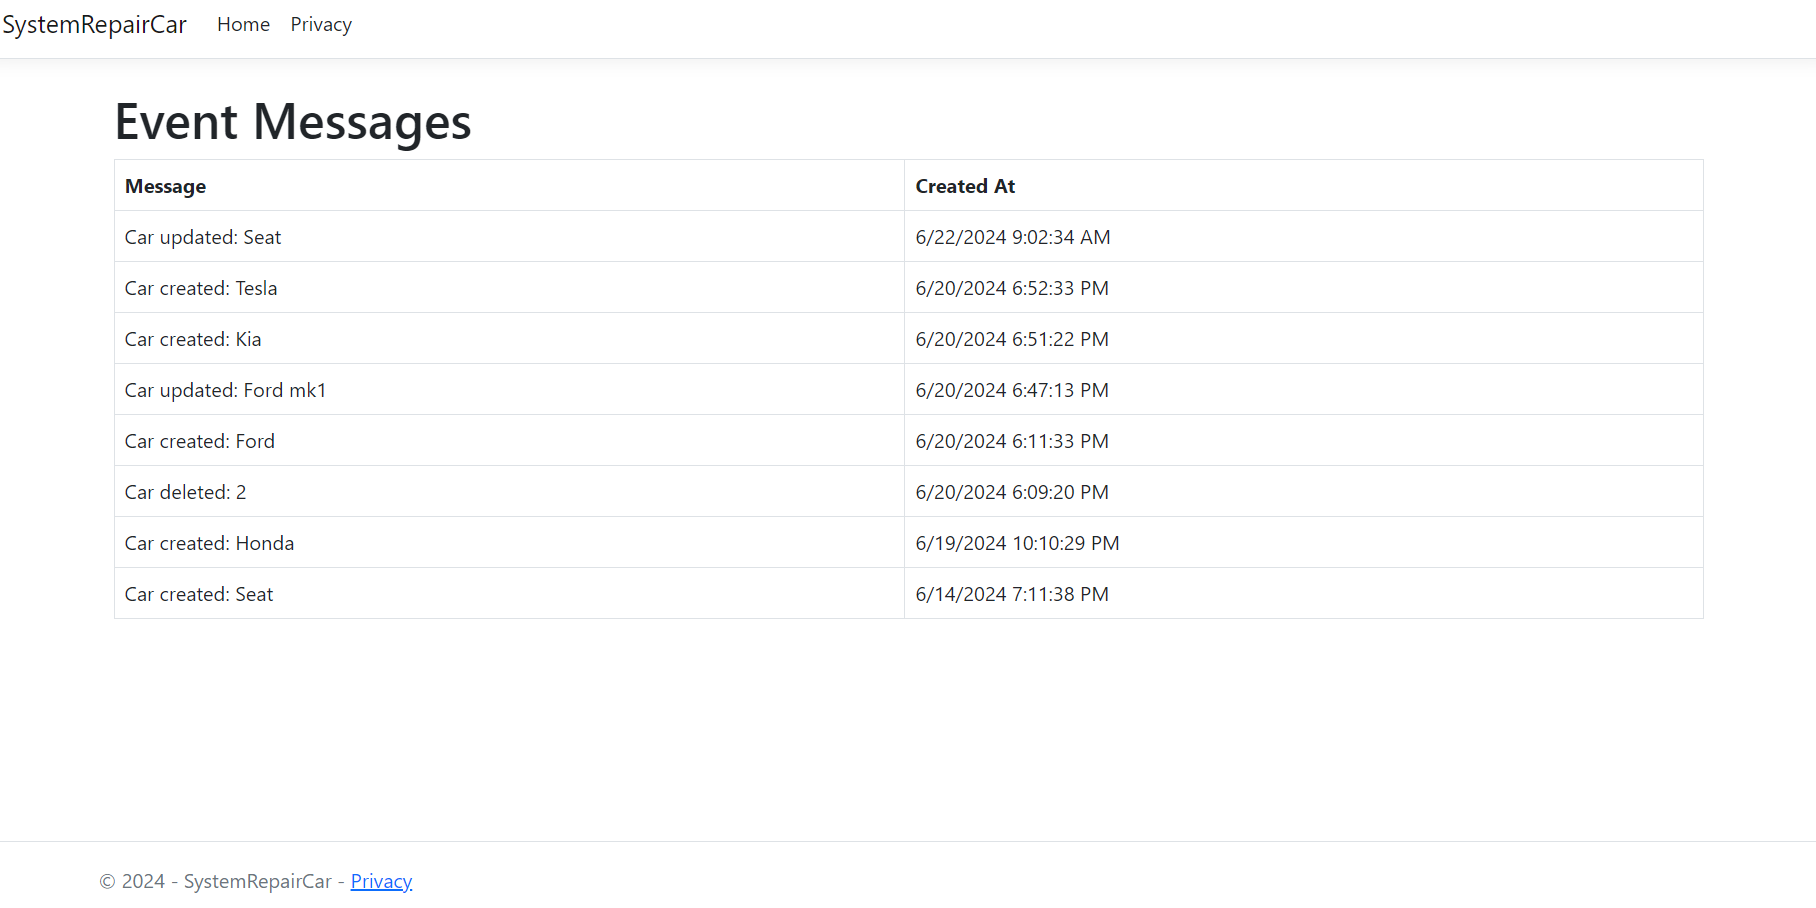 SystemRepairCar Home Privacy
Event Messages
Message Created At
Car updated: Seat 6/22/2024 9:02:34 AM
Car created: Tesla 6/20/2024 6:52:33 PM
Car created: Kia 6/20/2024 6:51:22 PM
Car updated: Ford mk1 6/20/2024 6:47:13 PM
Car created: Ford 6/20/2024 6:11:33 PM
Car deleted: 2 6/20/2024 6:09:20 PM
Car created: Honda 6/19/2024 10:10:29 PM
Car created: Seat 6/14/2024 7:11:38 PM
© 2024 - SystemRepairCar - Privacy